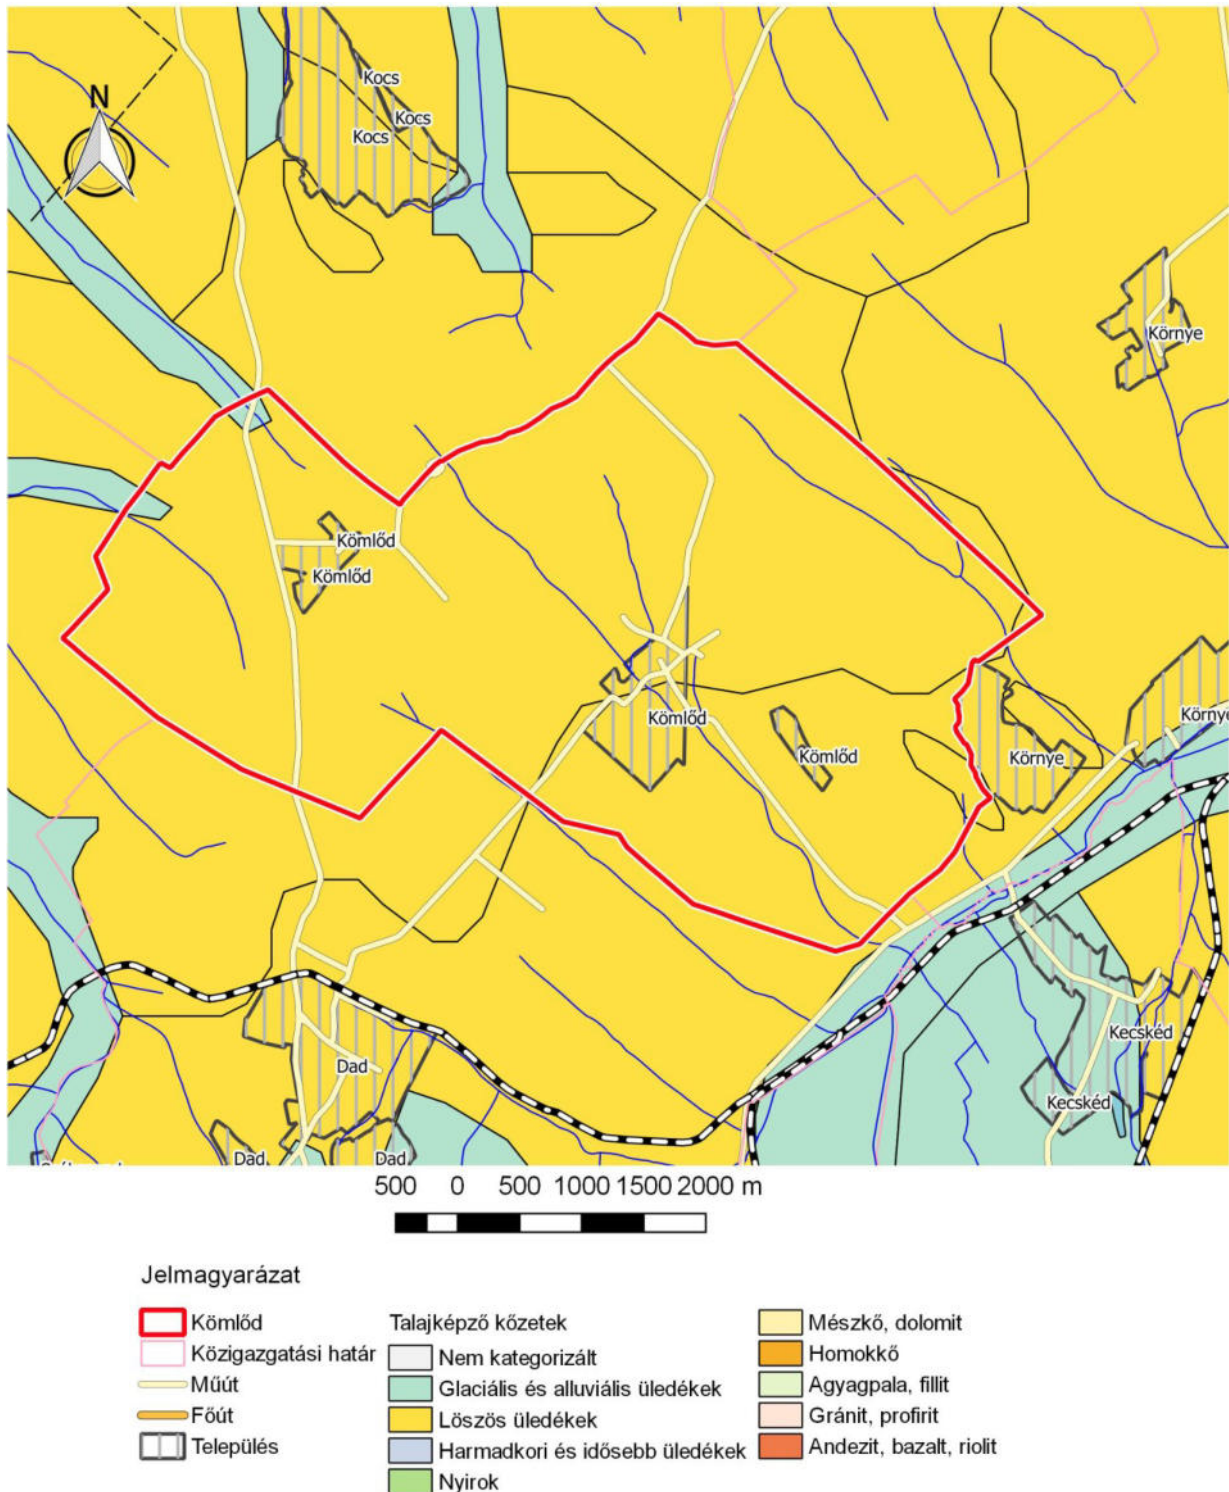 Kocs
Kocs
Kocs
N
Környe
Kömlőd
Kömlőd
Kömlőd
Környe
Kömlőd
Környe
Kecskéd
Dad
Kecskéd
Dad
Dad
500 0 500 1000 1500 2000 m
Jelmagyarázat
Kömlőd
Közigazgatási határ
Műút
Főút
Település
Talajképző kőzetek
Nem kategorizált
Glaciális és alluviális üledékek
Löszös üledékek
Harmadkori és idősebb üledékek
Nyirok
Mészkő, dolomit
Homokkő
Agyagpala, fillit
Gránit, profirit
Andezit, bazalt, riolit